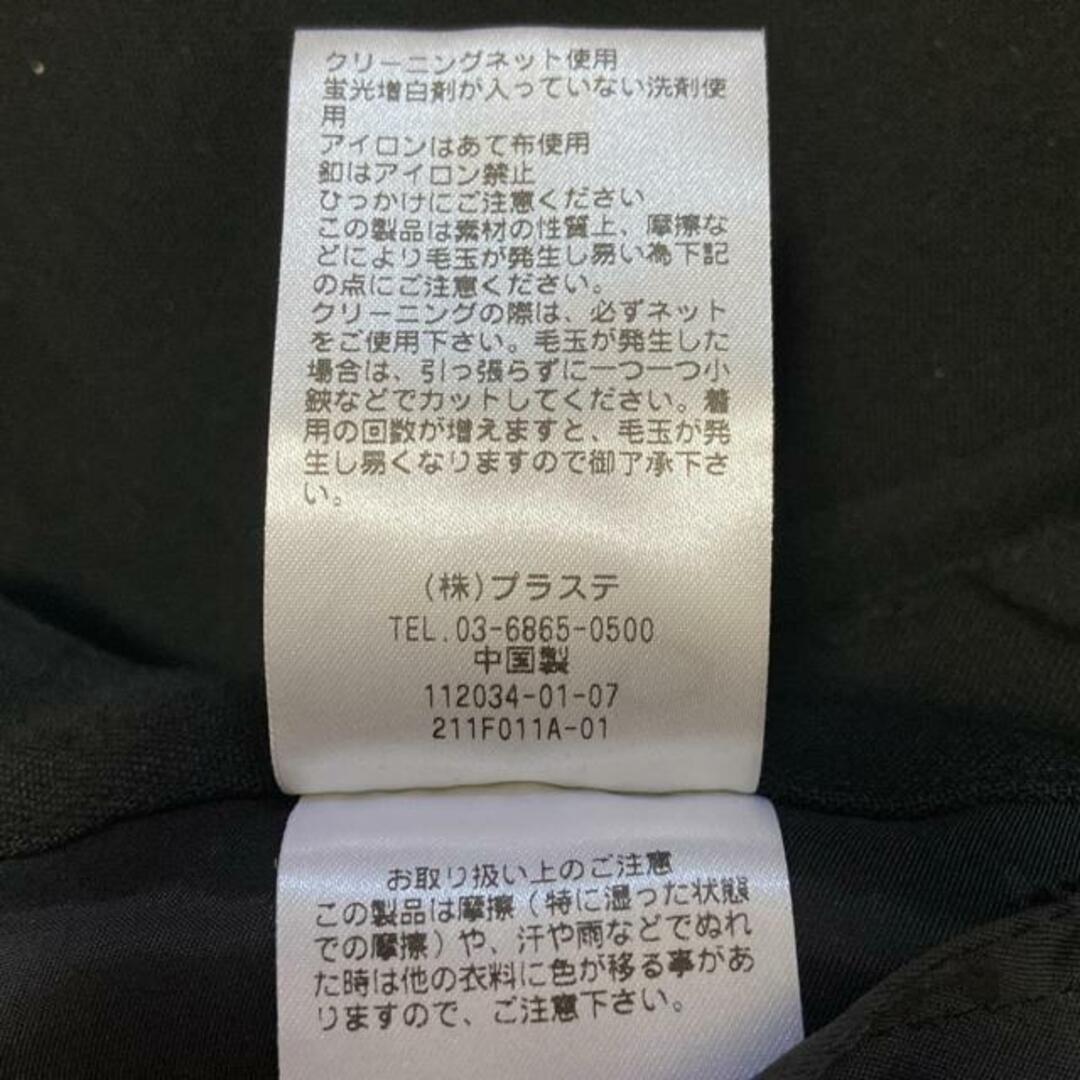 クリーニングネット使用
蛍光増白剤が入っていない洗剤使
用
アイロンはあて布使用
釦はアイロン禁止
ひっかけにご注意ください
この製品は素材の性質上、摩擦な
どにより毛玉が発生し易い為下記
の点にご注意ください。
クリーニングの際は、必ずネット
をご使用下さい。毛玉が発生した
場合は、引っ張らずに一つ一つ小
鋏などでカットしてください。着
用の回数が増えますと、毛玉が発
生し易くなりますので御了承下さ
い。
(株)プラステ
TEL.03-6865-0500
中国製
112034-01-07
211F011A-01
お取り扱い上のご注意
この製品は摩擦(特に湿った状態
での摩擦)や、汗や雨などでぬれ
た時は他の衣料に色が移る事があ
りますので、ご注意下さい。